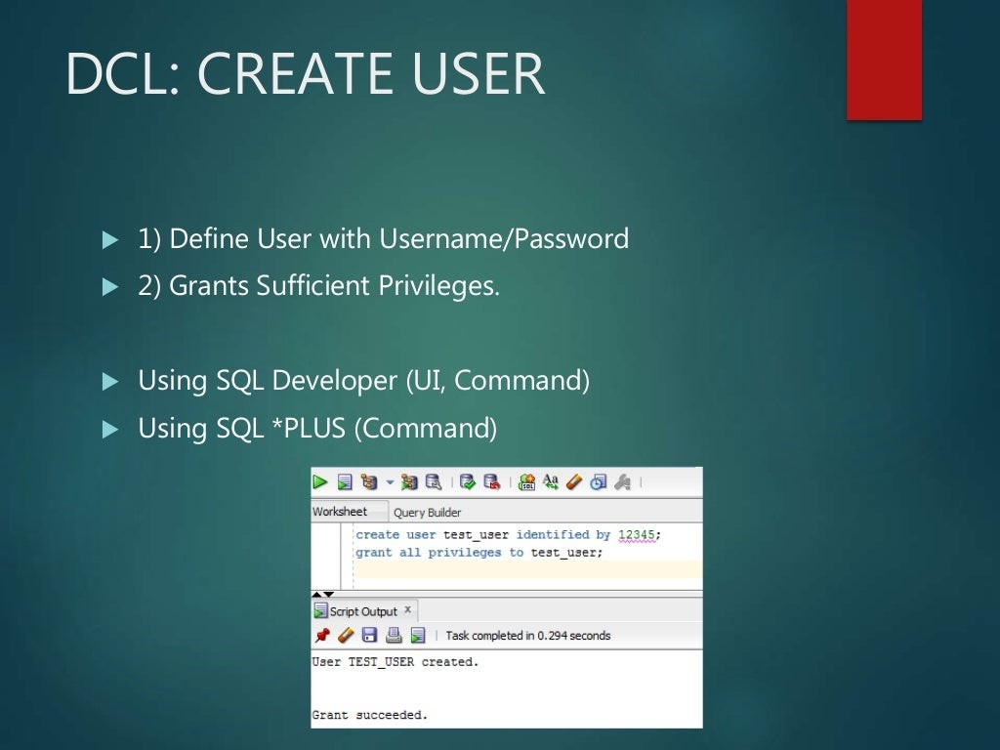 DCL: CREATE USER
1) Define User with Username/Password
2) Grants Sufficient Privileges.
Using SQL Developer (UI, Command)
Using SQL *PLUS (Command)
SQL Aa
Worksheet Query Builder
create user test_user identified by 12345;
grant all privileges to test_user;
Script Output x
Task completed in 0.294 seconds
User TEST_USER created.
Grant succeeded.